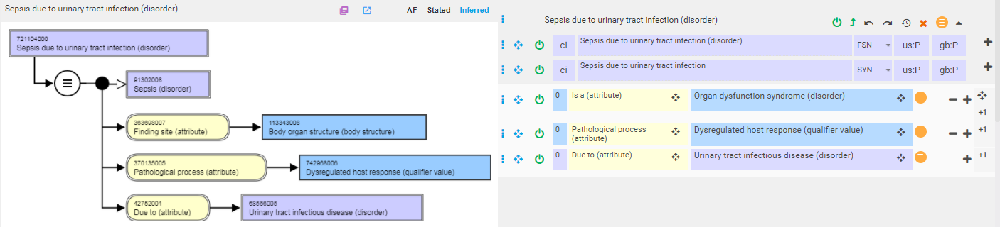 Sepsis due to urinary tract infection (disorder)
AF Stated Inferred
721104000
Sepsis due to urinary tract infection (disorder)
91302008
Sepsis (disorder)
363698007
Finding site (attribute)
113343008
Body organ structure (body structure)
370135005
Pathological process (attribute)
742968006
Dysregulated host response (qualifier value)
42752001
Due to (attribute)
68566005
Urinary tract infectious disease (disorder)
Sepsis due to urinary tract infection (disorder)
ci Sepsis due to urinary tract infection (disorder) FSN us:P gb:P
ci Sepsis due to urinary tract infection SYN us:P gb:P
0 Is a (attribute) Organ dysfunction syndrome (disorder)
+1
0 Pathological process Dysregulated host response (qualifier value) +1
(attribute)
0 Due to (attribute) Urinary tract infectious disease (disorder) +1